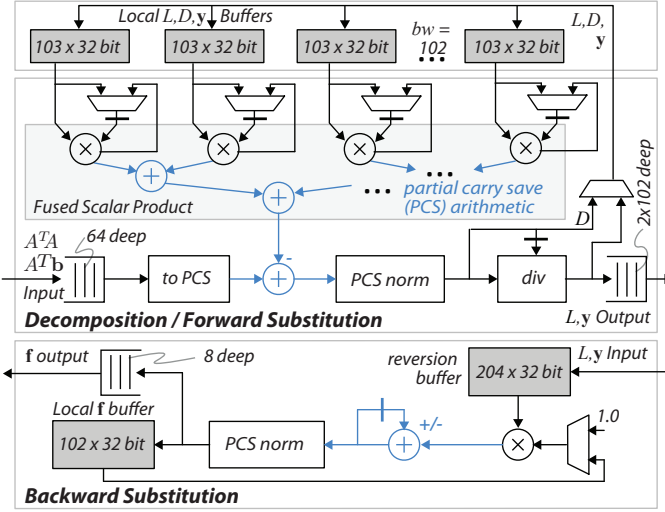 Local L,D,y Buffers
L,D,
y
bw =
102
103 x 32 bit
103 x 32 bit
103 x 32 bit
...
103 x 32 bit
×
×
×
×
+
...
+
...
partial carry save
(PCS) arithmetic
Fused Scalar Product
2x102 deep
D
AᵀA
Aᵀb
Input
64 deep
to PCS
-
+
PCS norm
div
L,y Output
Decomposition / Forward Substitution
f output
8 deep
reversion
buffer
204 x 32 bit
L,y Input
Local f buffer
102 x 32 bit
PCS norm
+
+/-
×
1.0
Backward Substitution